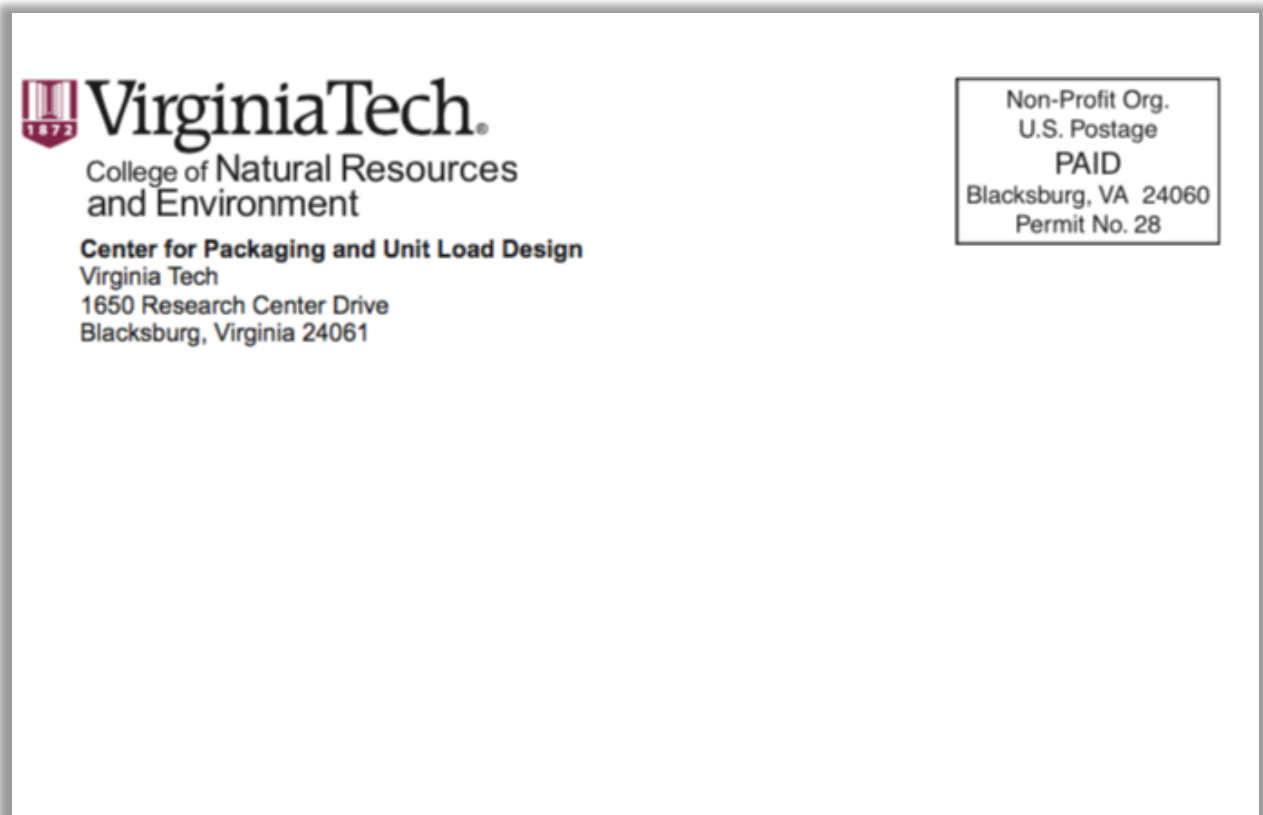 1872
VirginiaTech®
College of Natural Resources
and Environment
Center for Packaging and Unit Load Design
Virginia Tech
1650 Research Center Drive
Blacksburg, Virginia 24061
Non-Profit Org.
U.S. Postage
PAID
Blacksburg, VA 24060
Permit No. 28